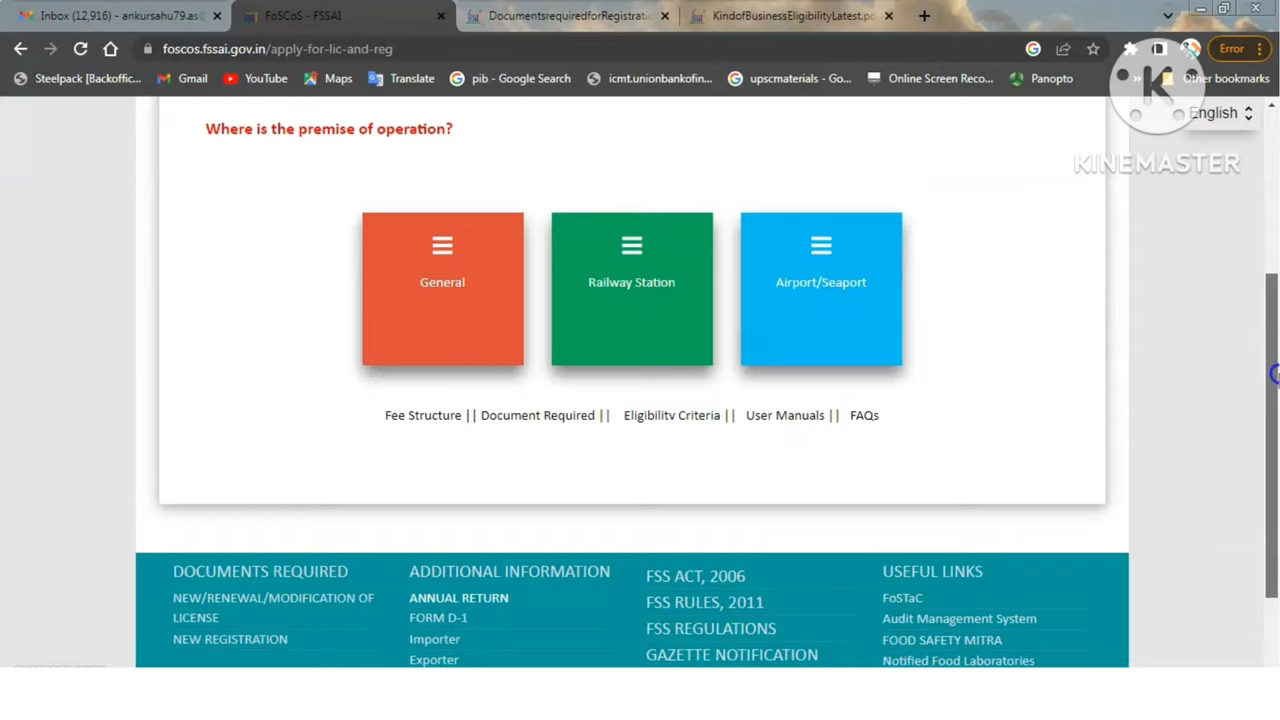 Inbox (12,916) - ankursahu79.as
FoSCoS - FSSAI
DocumentsrequiredforRegistrati
KindofBusinessEligibilityLatest.po
foscos.fssai.gov.in/apply-for-lic-and-reg
Error
Steelpack [Backoffic...
Gmail
YouTube
Maps
Translate
pib - Google Search
icmt.unionbankofin...
upscmaterials - Go...
Online Screen Reco...
Panopto
Other bookmarks
K
KINEMASTER
English
Where is the premise of operation?
General
Railway Station
Airport/Seaport
Fee Structure || Document Required || Eligibility Criteria || User Manuals || FAQs
DOCUMENTS REQUIRED
NEW/RENEWAL/MODIFICATION OF
LICENSE
NEW REGISTRATION
ADDITIONAL INFORMATION
ANNUAL RETURN
FORM D-1
Importer
Exporter
FSS ACT, 2006
FSS RULES, 2011
FSS REGULATIONS
GAZETTE NOTIFICATION
USEFUL LINKS
FoSTaC
Audit Management System
FOOD SAFETY MITRA
Notified Food Laboratories